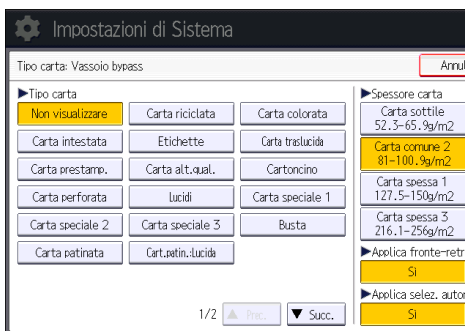 Impostazioni di Sistema
Tipo carta: Vassoio bypass
Annul
►Tipo carta
►Spessore carta
Non visualizzare
Carta riciclata
Carta colorata
Carta sottile
52.3-65.9g/m2
Carta intestata
Etichette
Carta traslucida
Carta comune 2
81-100.9g/m2
Carta prestamp.
Carta alt.qual.
Cartoncino
Carta spessa 1
127.5-150g/m2
Carta perforata
Lucidi
Carta speciale 1
Carta spessa 3
216.1-256g/m2
Carta speciale 2
Carta speciale 3
Busta
Carta patinata
Cart.patin.:Lucida
►Applica fronte-retr
Sì
►Applica selez. autor
Sì
1/2
▲ Prec.
▼ Succ.